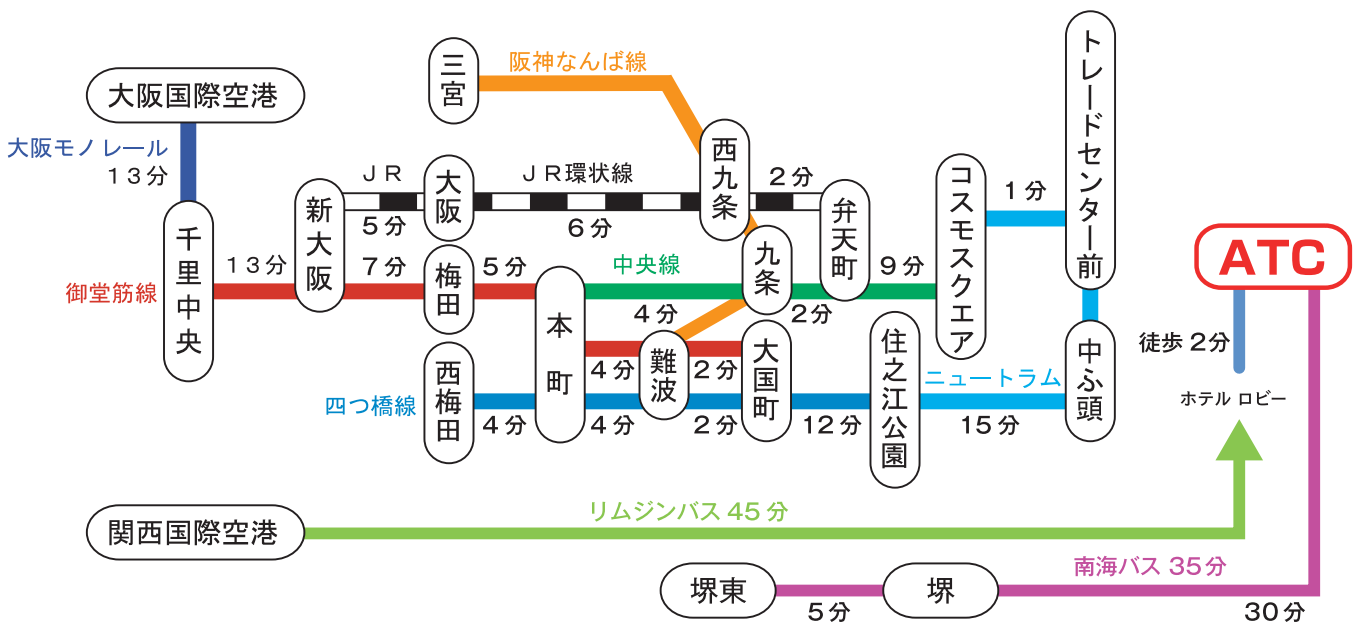 三宮
阪神なんば線
大阪国際空港
大阪モノレール
13分
JR
大阪
JR環状線
西九条
2分
コスモスクエア
1分
トレードセンター前
新大阪
5分
6分
弁天町
千里中央
13分
7分
梅田
5分
中央線
九条
9分
ATC
御堂筋線
本町
4分
2分
住之江公園
徒歩 2分
西梅田
4分
難波
2分
大国町
中ふ頭
四つ橋線
ニュートラム
ホテル ロビー
4分
4分
2分
12分
15分
関西国際空港
リムジンバス 45分
堺東
5分
堺
南海バス 35分
30分